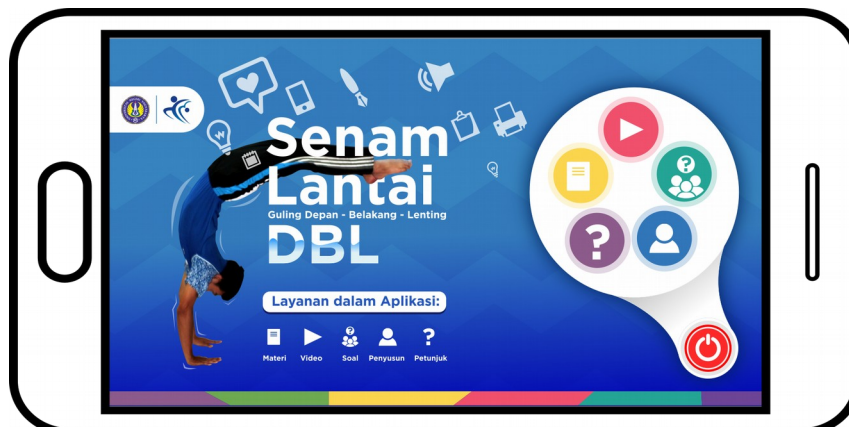 Senam
Lantai
Guling Depan - Belakang - Lenting
DBL
Layanan dalam Aplikasi:
Materi Video Soal Penyusun Petunjuk